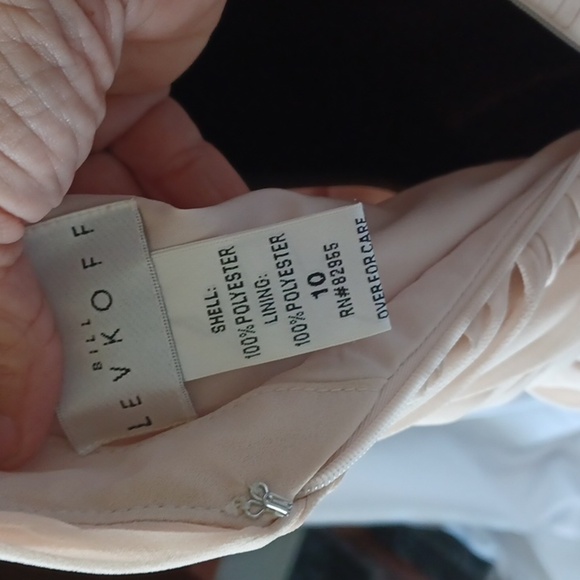 BILL
LEVKOFF
SHELL:
100%POLYESTER
LINING:
100%POLYESTER
10
RN#82955
OVER FOR CARE